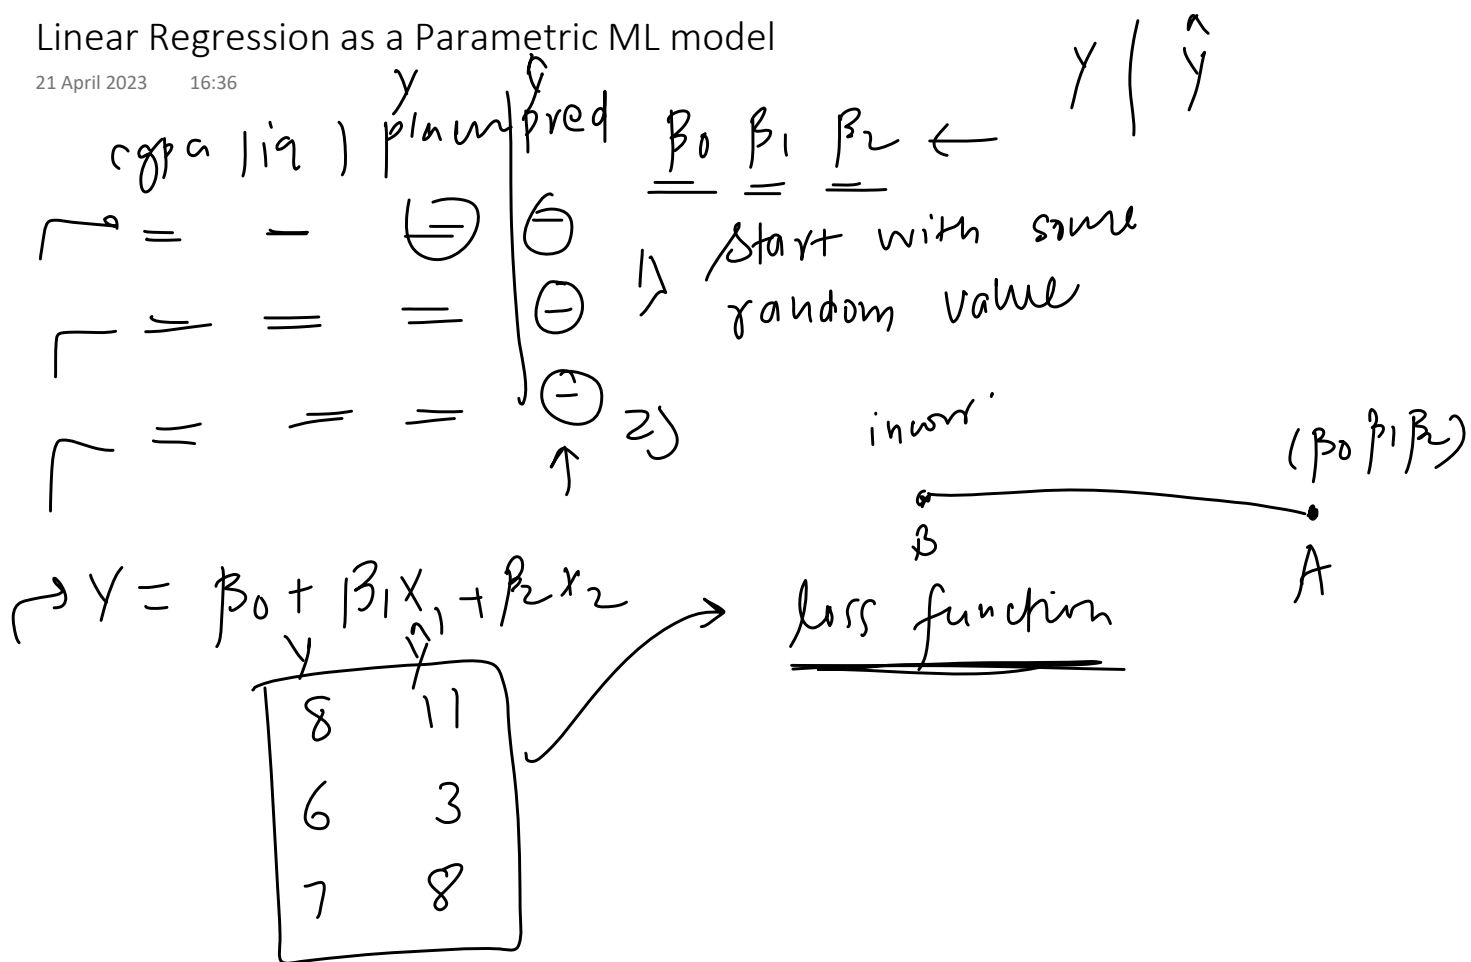 Linear Regression as a Parametric ML model
21 April 2023 16:36
Y | Ŷ
y ŷ
cgpa | iq | pred
β0 β1 β2 ←
1) Start with some
random value
2)
incorr.
(β0 β1 β2)
B
A
→ Y = β0 + β1X1 + β2X2
loss function
y ŷ
8 11
6 3
7 8